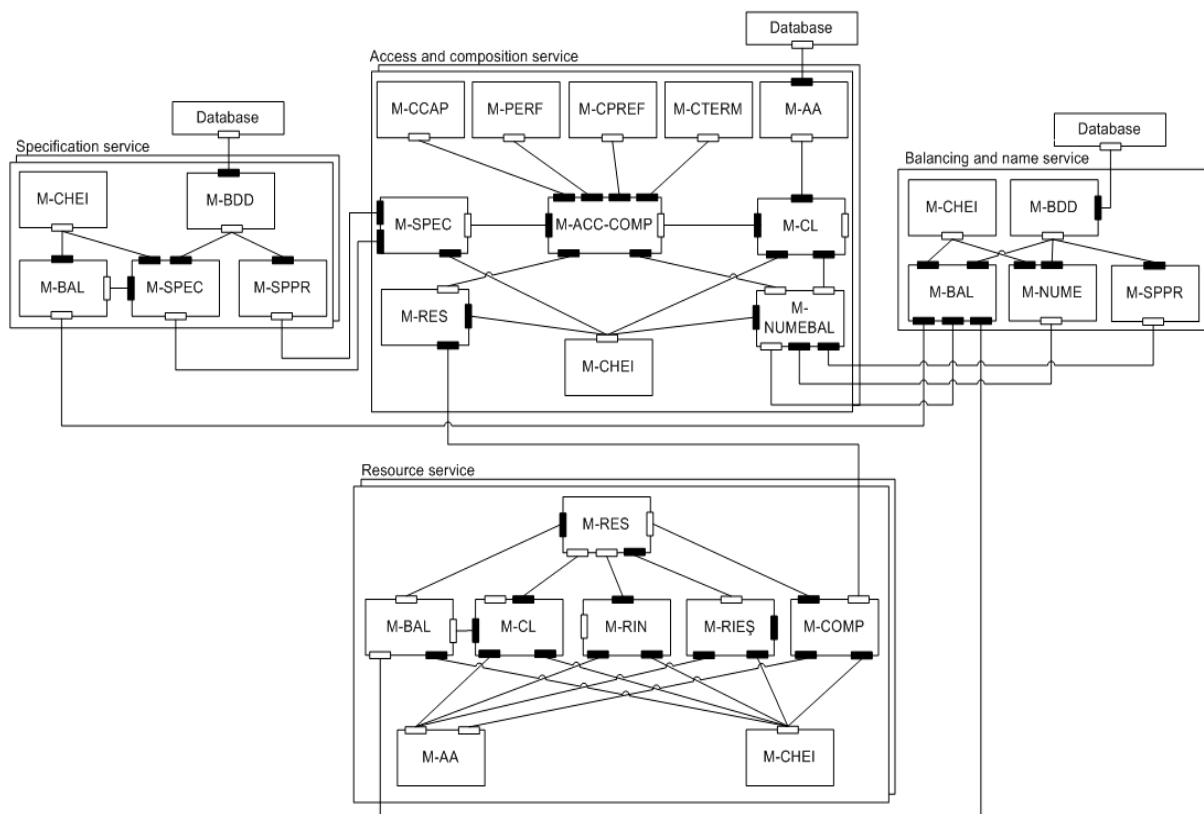 Database
Access and composition service
M-CCAP
M-PERF
M-CPREF
M-CTERM
M-AA
Database
Database
Specification service
Balancing and name service
M-CHEI
M-BDD
M-SPEC
M-ACC-COMP
M-CL
M-CHEI
M-BDD
M-BAL
M-SPEC
M-SPPR
M-RES
M-
NUMEBAL
M-CHEI
M-BAL
M-NUME
M-SPPR
Resource service
M-RES
M-BAL
M-CL
M-RIN
M-RIEŞ
M-COMP
M-AA
M-CHEI